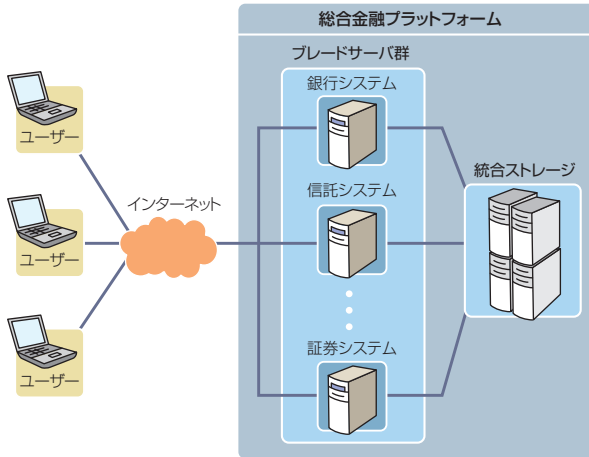 総合金融プラットフォーム
ブレードサーバ群
銀行システム
ユーザー
統合ストレージ
信託システム
インターネット
ユーザー
証券システム
ユーザー